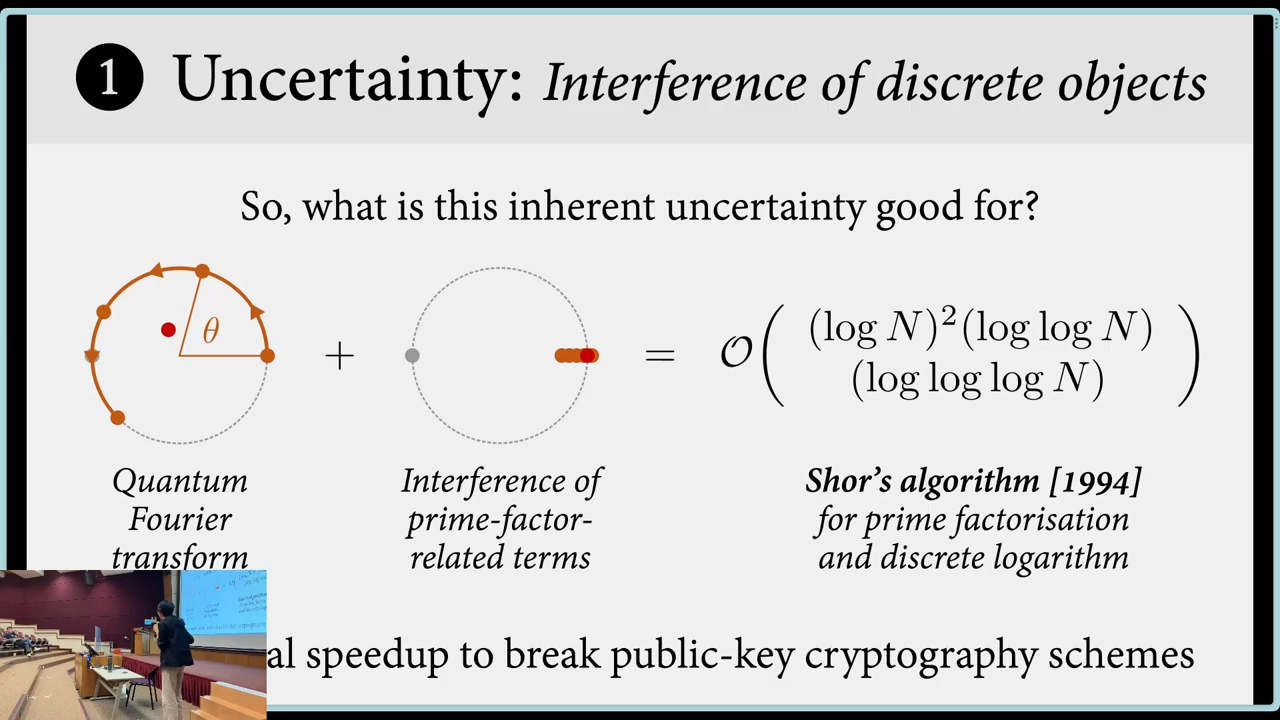 1 Uncertainty: Interference of discrete objects
So, what is this inherent uncertainty good for?
θ
+
=
𝒪( (log N)²(log log N)
(log log log N) )
Quantum
Fourier
transform
Interference of
prime-factor-
related terms
Shor's algorithm [1994]
for prime factorisation
and discrete logarithm
al speedup to break public-key cryptography schemes